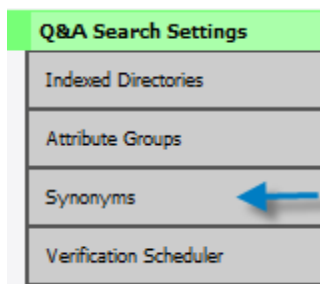 Q&A Search Settings
Indexed Directories
Attribute Groups
Synonyms
Verification Scheduler